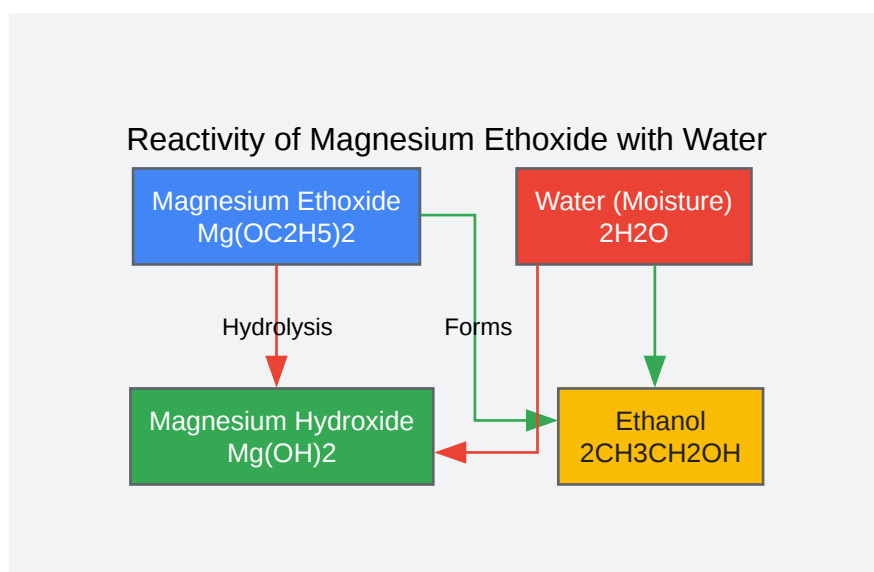 Reactivity of Magnesium Ethoxide with Water
Magnesium Ethoxide
Mg(OC2H5)2
Water (Moisture)
2H2O
Hydrolysis
Forms
Magnesium Hydroxide
Mg(OH)2
Ethanol
2CH3CH2OH